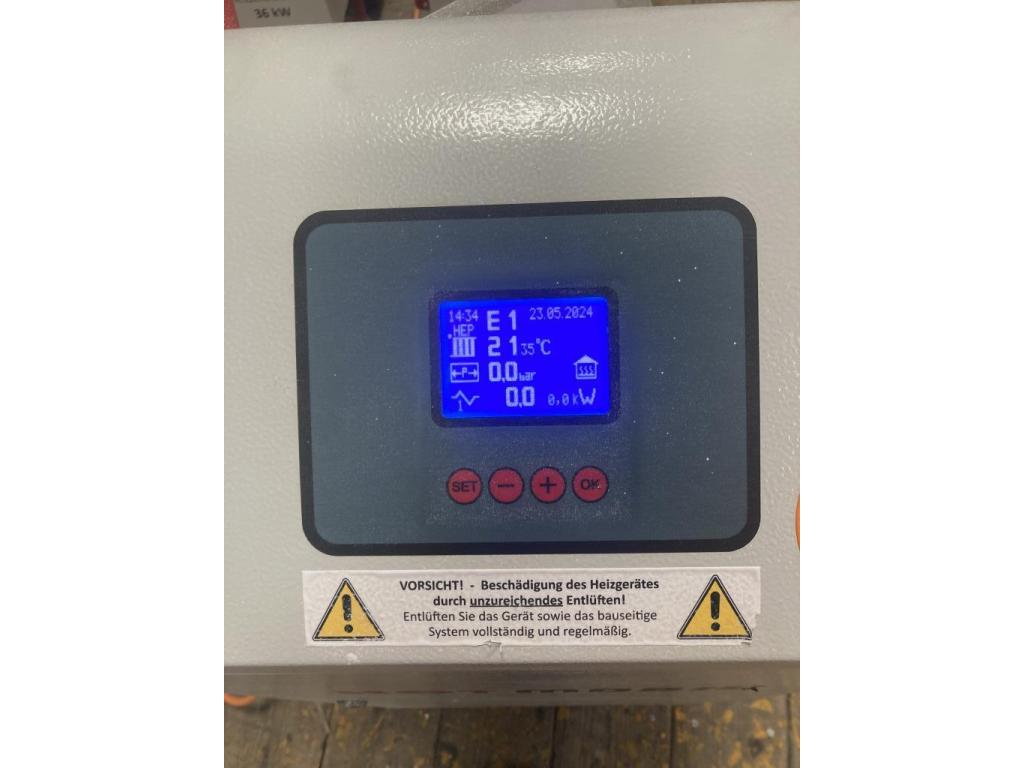 36 kW
14:34 E1 23.05.2024
.HEP
21 35°C
P
0,0 bar
1 0,0 0,0 kW
SET − + OK
VORSICHT! - Beschädigung des Heizgerätes
durch unzureichendes Entlüften!
Entlüften Sie das Gerät sowie das bauseitige
System vollständig und regelmäßig.